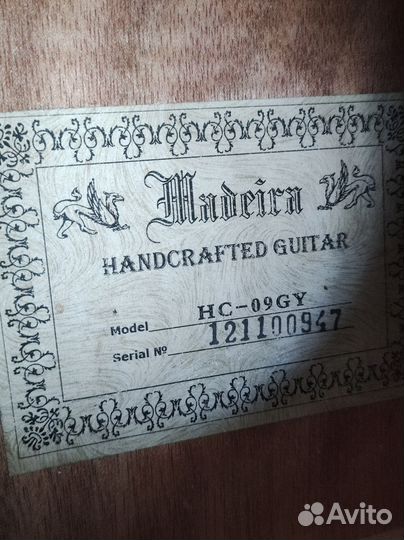 Madeira
HANDCRAFTED GUITAR
Model HC-09GY
Serial № 121100947
Avito